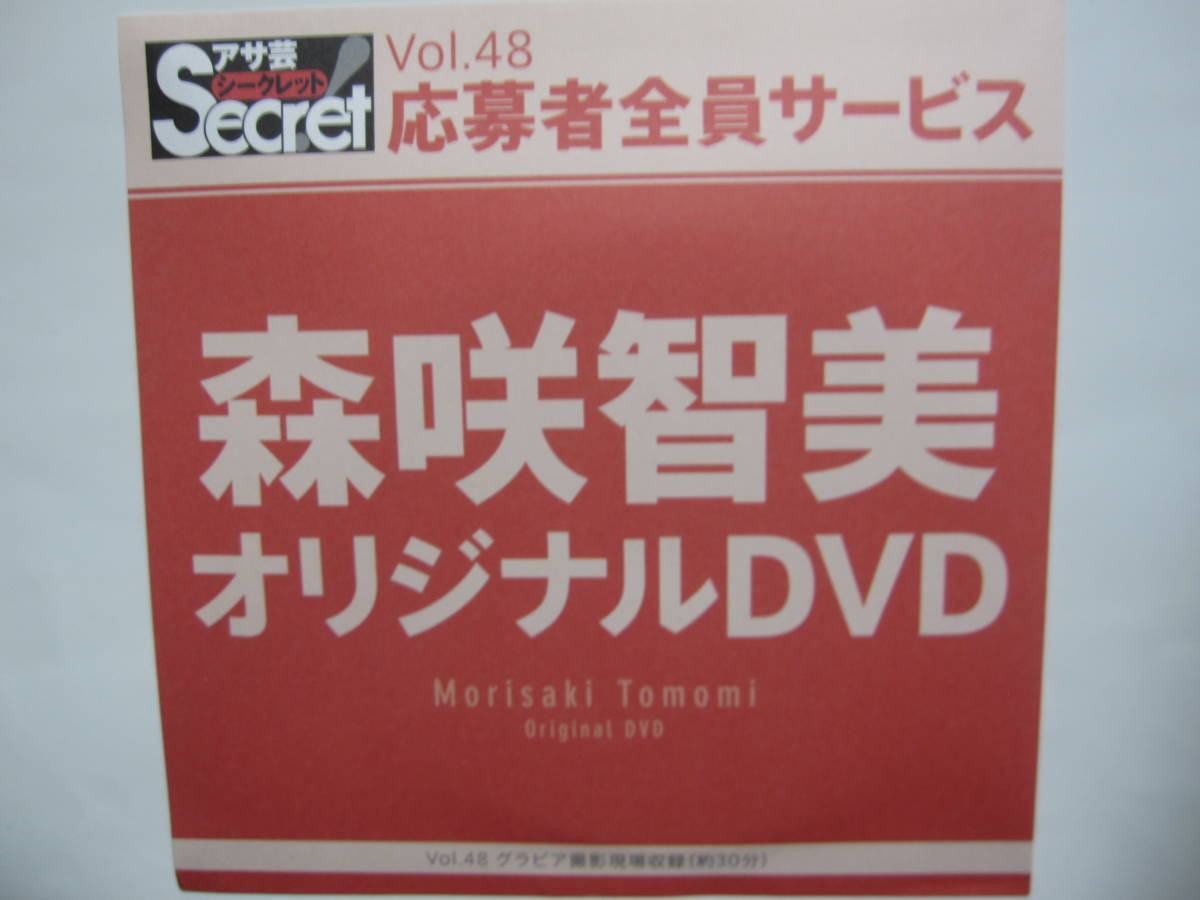 アサ芸
シークレット!
Secret
Vol.48
応募者全員サービス
森咲智美
オリジナルDVD
Morisaki Tomomi
Original DVD
Vol.48 グラビア撮影現場収録(約30分)